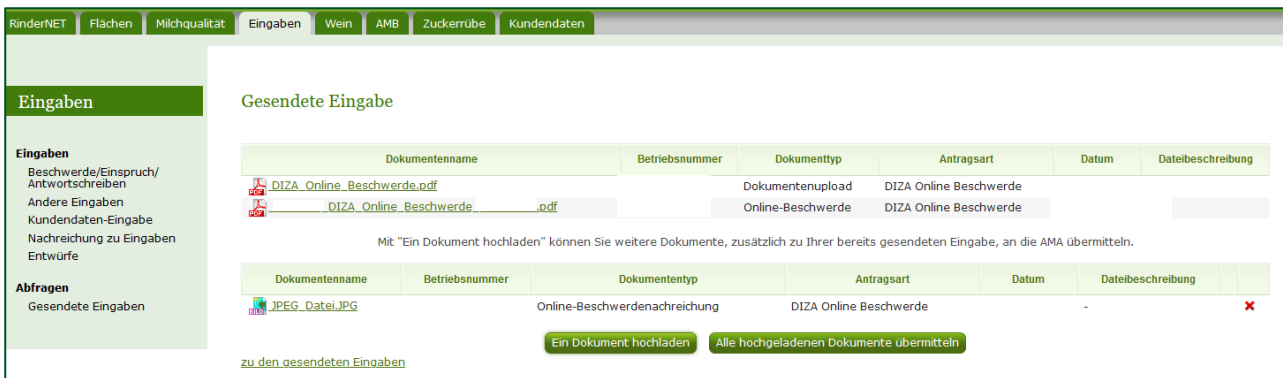 RinderNET Flächen Milchqualität Eingaben Wein AMB Zuckerrübe Kundendaten
Eingaben
Eingaben
Beschwerde/Einspruch/
Antwortschreiben
Andere Eingaben
Kundendaten-Eingabe
Nachreichung zu Eingaben
Entwürfe
Abfragen
Gesendete Eingaben
Gesendete Eingabe
Dokumentenname Betriebsnummer Dokumenttyp Antragsart Datum Dateibeschreibung
PDF DIZA_Online_Beschwerde.pdf Dokumentenupload DIZA Online Beschwerde
PDF _DIZA_Online_Beschwerde_ .pdf Online-Beschwerde DIZA Online Beschwerde
Mit "Ein Dokument hochladen" können Sie weitere Dokumente, zusätzlich zu Ihrer bereits gesendeten Eingabe, an die AMA übermitteln.
Dokumentenname Betriebsnummer Dokumententyp Antragsart Datum Dateibeschreibung
BILD JPEG_Datei.JPG Online-Beschwerdenachreichung DIZA Online Beschwerde -
Ein Dokument hochladen Alle hochgeladenen Dokumente übermitteln
zu den gesendeten Eingaben